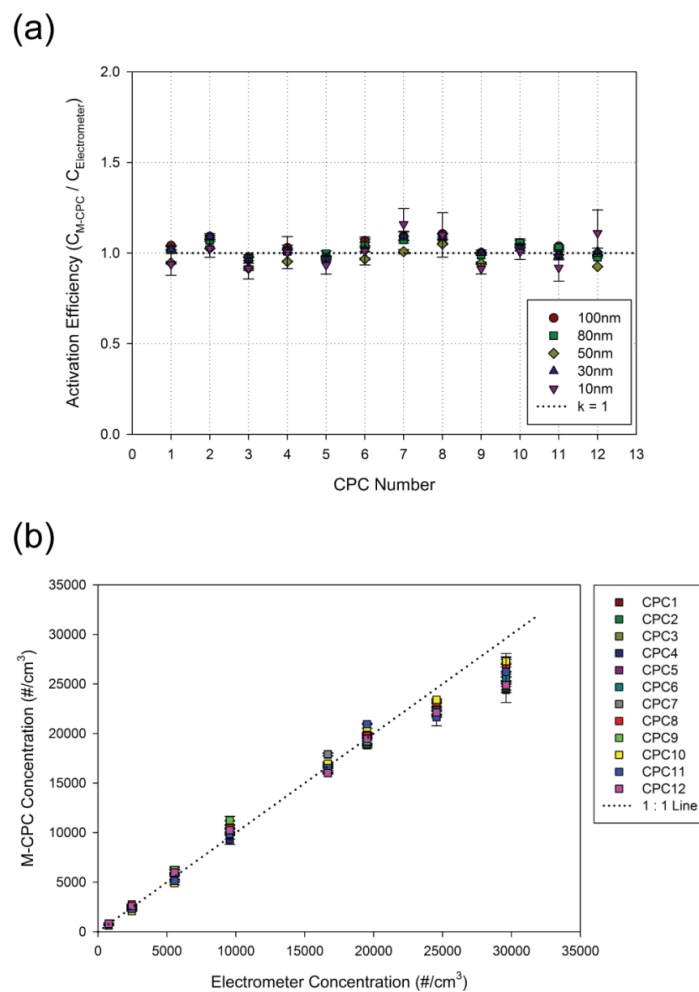 (a)
2.0
1.5
1.0
0.5
0.0
Activation Efficiency (C_M-CPC / C_Electrometer)
0 1 2 3 4 5 6 7 8 9 10 11 12 13
CPC Number
100nm
80nm
50nm
30nm
10nm
k = 1
(b)
35000
30000
25000
20000
15000
10000
5000
0
M-CPC Concentration (#/cm³)
0 5000 10000 15000 20000 25000 30000 35000
Electrometer Concentration (#/cm³)
CPC1
CPC2
CPC3
CPC4
CPC5
CPC6
CPC7
CPC8
CPC9
CPC10
CPC11
CPC12
1 : 1 Line